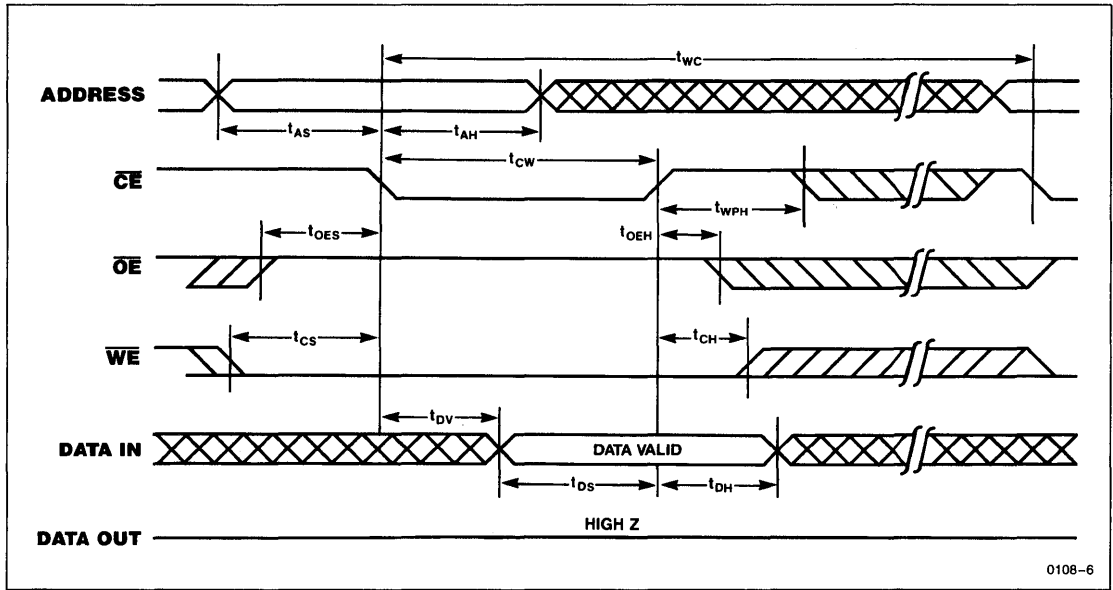 tWC
ADDRESS
tAS
tAH
tCW
CE
tWPH
tOES
tOEH
OE
tCS
tCH
WE
tDV
DATA IN
DATA VALID
tDS
tDH
HIGH Z
DATA OUT
0108–6